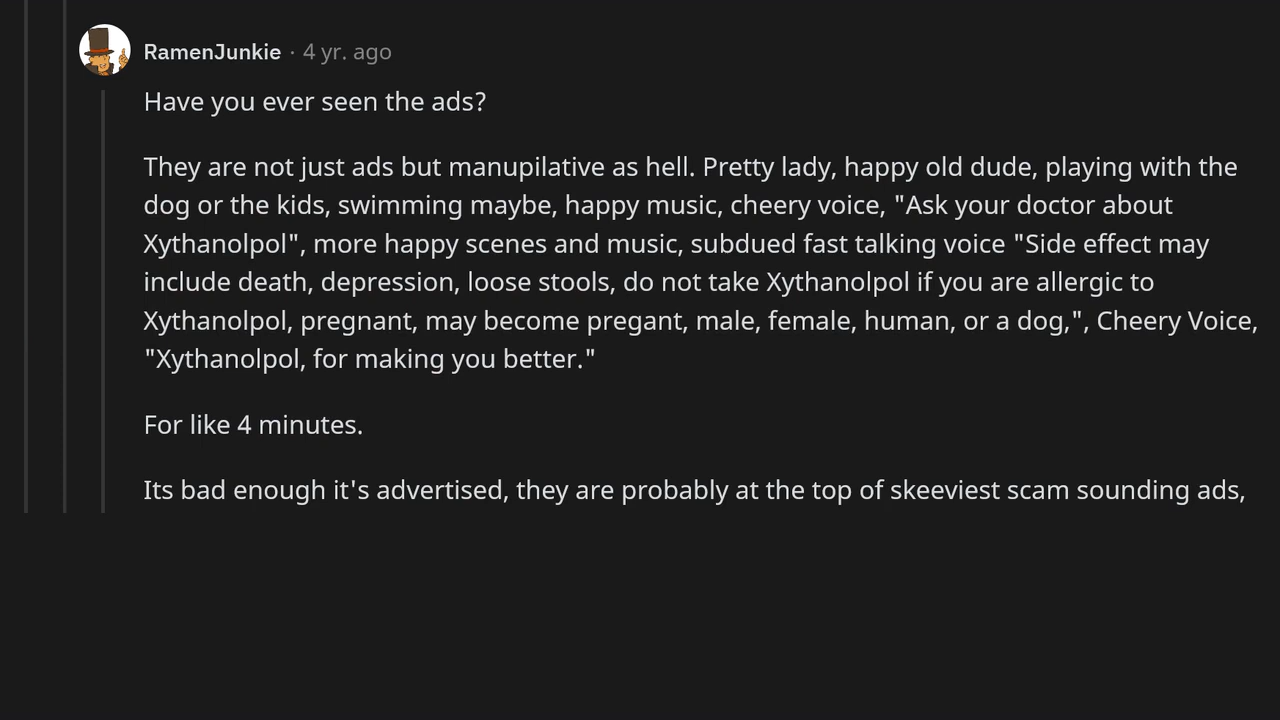 RamenJunkie · 4 yr. ago
Have you ever seen the ads?
They are not just ads but manupilative as hell. Pretty lady, happy old dude, playing with the
dog or the kids, swimming maybe, happy music, cheery voice, "Ask your doctor about
Xythanolpol", more happy scenes and music, subdued fast talking voice "Side effect may
include death, depression, loose stools, do not take Xythanolpol if you are allergic to
Xythanolpol, pregnant, may become pregant, male, female, human, or a dog,", Cheery Voice,
"Xythanolpol, for making you better."
For like 4 minutes.
Its bad enough it's advertised, they are probably at the top of skeeviest scam sounding ads,